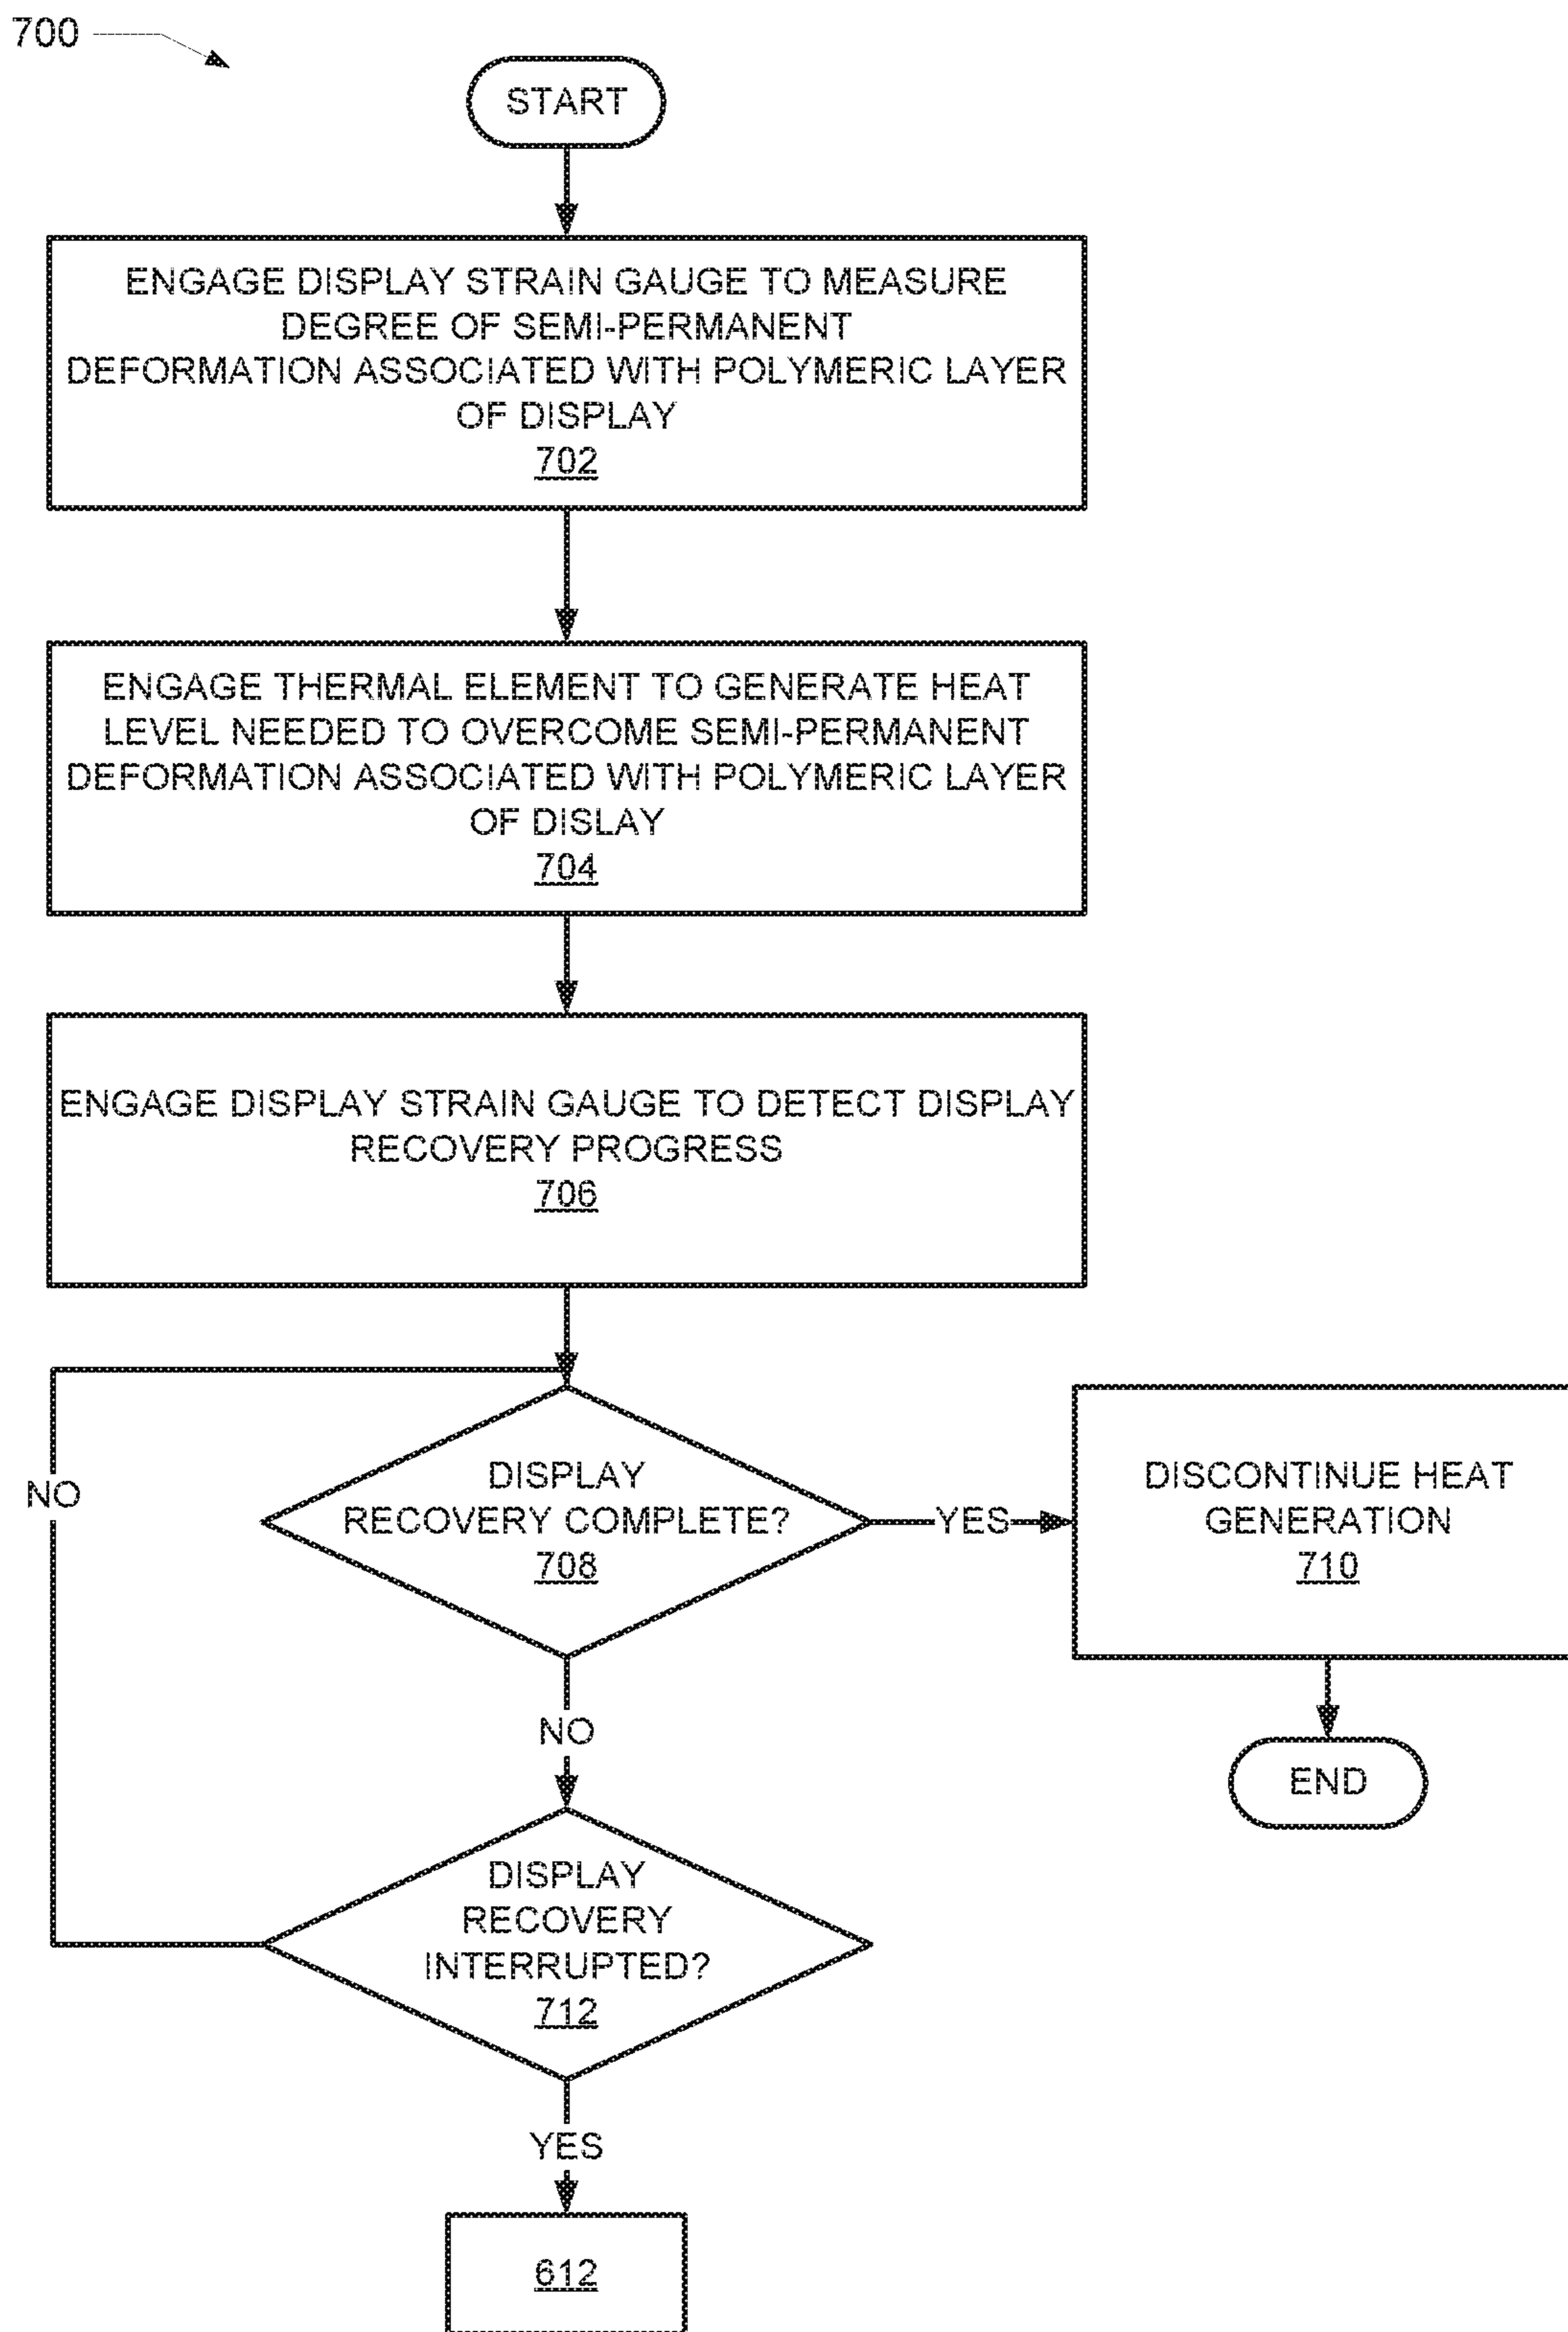 700
START
ENGAGE DISPLAY STRAIN GAUGE TO MEASURE
DEGREE OF SEMI-PERMANENT
DEFORMATION ASSOCIATED WITH POLYMERIC LAYER
OF DISPLAY
702
ENGAGE THERMAL ELEMENT TO GENERATE HEAT
LEVEL NEEDED TO OVERCOME SEMI-PERMANENT
DEFORMATION ASSOCIATED WITH POLYMERIC LAYER
OF DISLAY
704
ENGAGE DISPLAY STRAIN GAUGE TO DETECT DISPLAY
RECOVERY PROGRESS
706
NO
DISPLAY
RECOVERY COMPLETE?
708
YES
DISCONTINUE HEAT
GENERATION
710
NO
END
DISPLAY
RECOVERY
INTERRUPTED?
712
YES
612